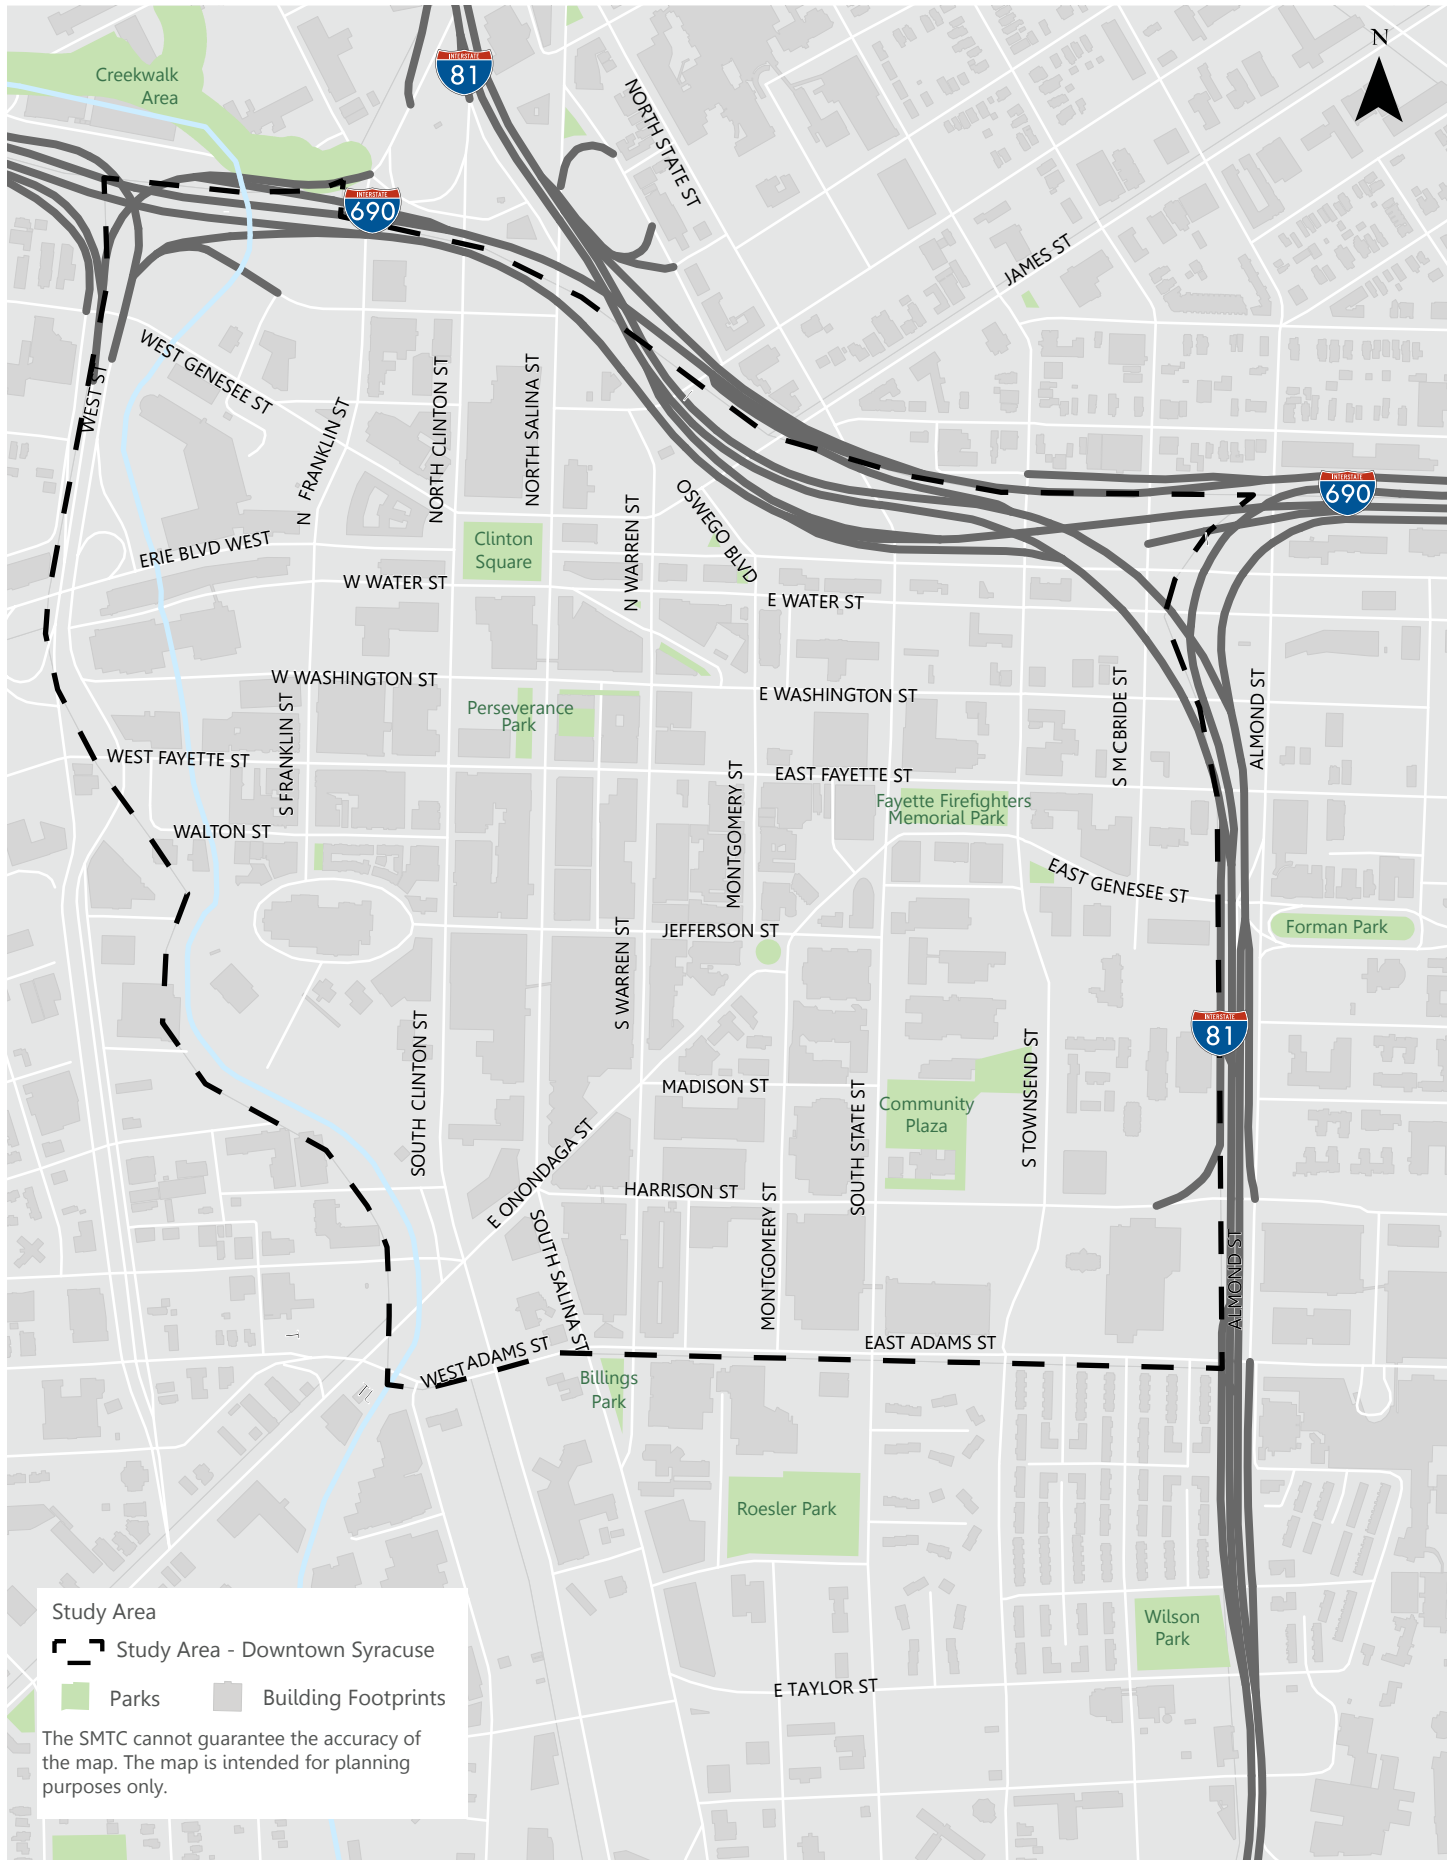 N
Creekwalk
Area
INTERSTATE
81
NORTH STATE ST
INTERSTATE
690
JAMES ST
WEST GENESEE ST
WEST ST
N FRANKLIN ST
NORTH CLINTON ST
NORTH SALINA ST
INTERSTATE
690
OSWEGO BLVD
N WARREN ST
Clinton
Square
ERIE BLVD WEST
W WATER ST
E WATER ST
W WASHINGTON ST
E WASHINGTON ST
S FRANKLIN ST
Perseverance
Park
S MCBRIDE ST
ALMOND ST
WEST FAYETTE ST
EAST FAYETTE ST
MONTGOMERY ST
Fayette Firefighters
Memorial Park
WALTON ST
EAST GENESEE ST
JEFFERSON ST
Forman Park
S WARREN ST
INTERSTATE
81
SOUTH CLINTON ST
MADISON ST
SOUTH STATE ST
Community
Plaza
S TOWNSEND ST
E ONONDAGA ST
HARRISON ST
SOUTH SALINA ST
MONTGOMERY ST
ALMOND ST
WEST ADAMS ST
EAST ADAMS ST
Billings
Park
Roesler Park
Wilson
Park
E TAYLOR ST
Study Area
Study Area - Downtown Syracuse
Parks
Building Footprints
The SMTC cannot guarantee the accuracy of
the map. The map is intended for planning
purposes only.